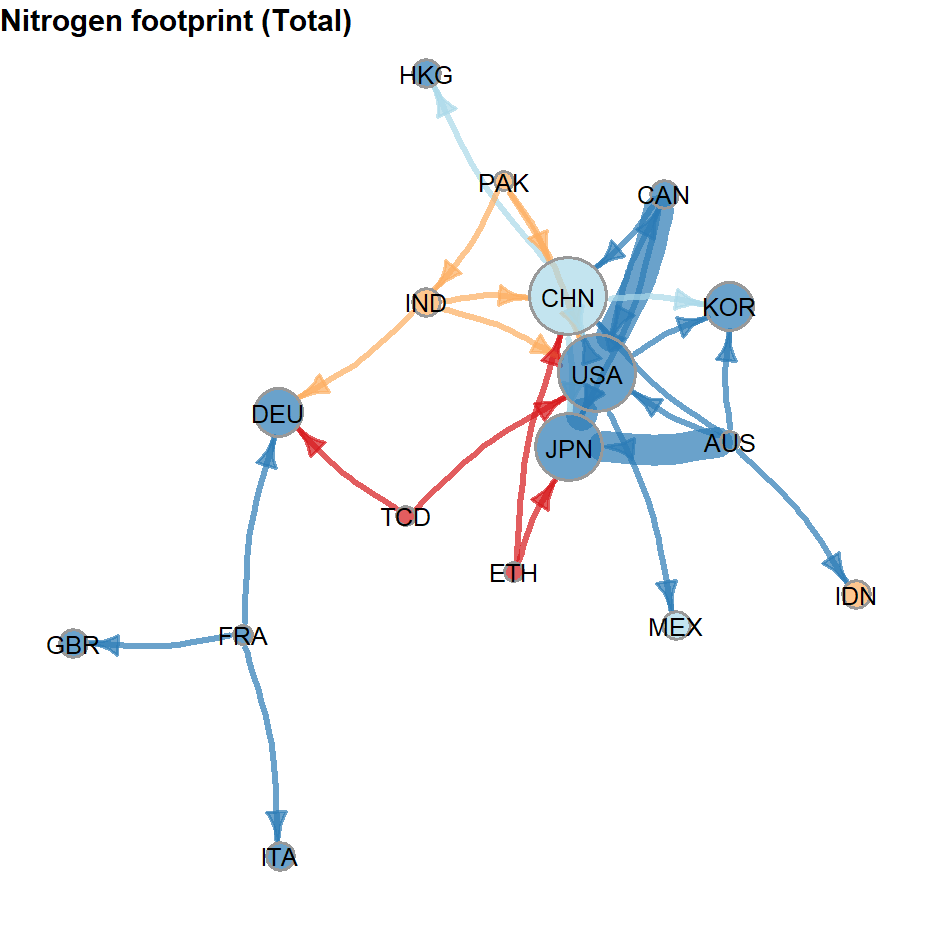 Nitrogen footprint (Total)
HKG
PAK
CAN
CHN
IND
KOR
USA
DEU
JPN
AUS
TCD
ETH
IDN
MEX
FRA
GBR
ITA